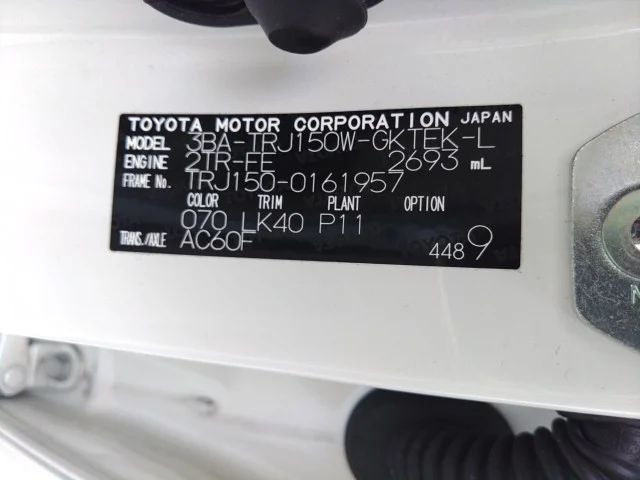 TOYOTA MOTOR CORPORATION JAPAN
MODEL 3BA-TRJ150W-GKTEK-L
ENGINE 2TR-FE 2693 mL
FRAME No. TRJ150-0161957
COLOR TRIM PLANT OPTION
070 LK40 P11
TRANS./AXLE AC60F
4489